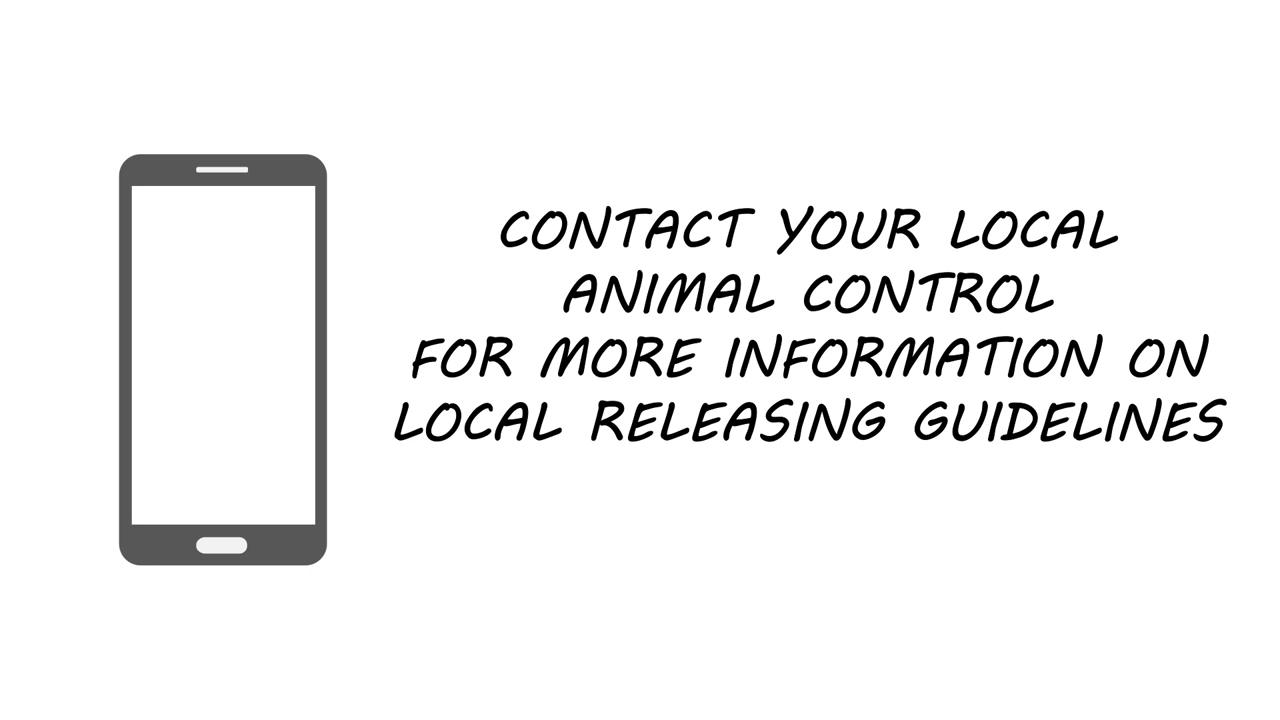 CONTACT YOUR LOCAL
ANIMAL CONTROL
FOR MORE INFORMATION ON
LOCAL RELEASING GUIDELINES